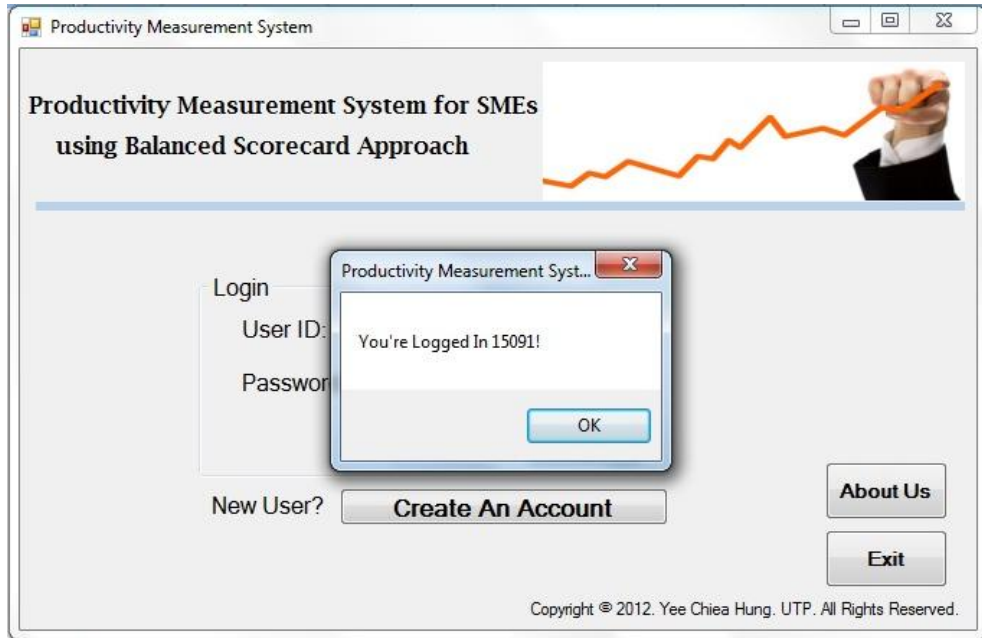 Productivity Measurement System
Productivity Measurement System for SMEs
using Balanced Scorecard Approach
Productivity Measurement Syst...
Login
User ID:
You're Logged In 15091!
Passwor
OK
New User?
Create An Account
About Us
Exit
Copyright © 2012. Yee Chiea Hung. UTP. All Rights Reserved.